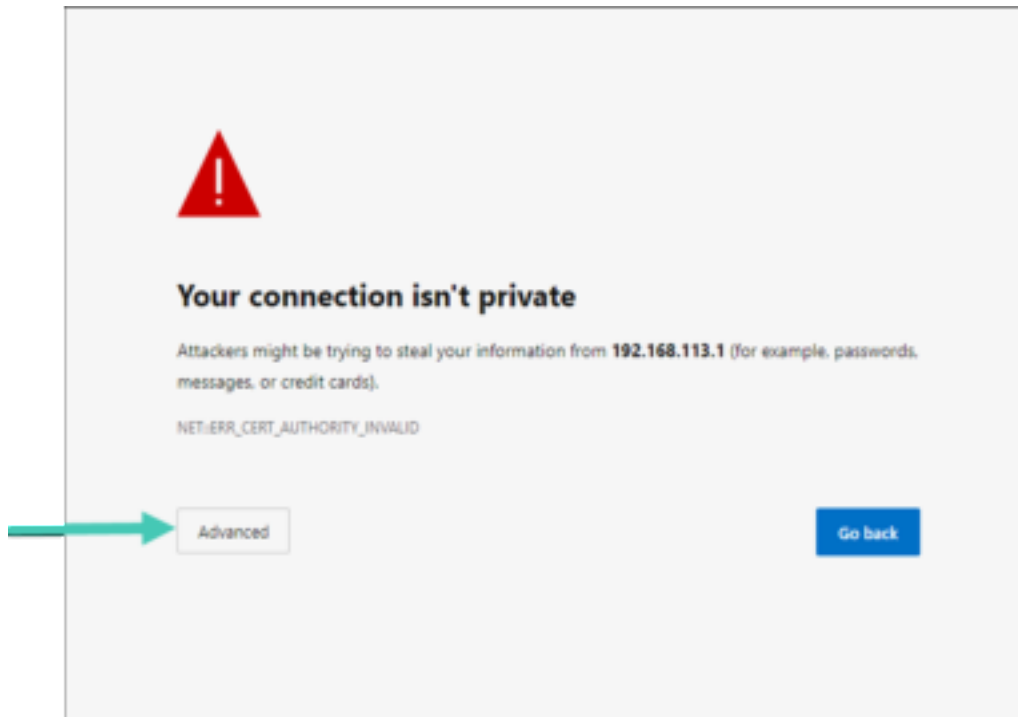 Your connection isn't private
Attackers might be trying to steal your information from 192.168.113.1 (for example, passwords,
messages, or credit cards).
NET::ERR_CERT_AUTHORITY_INVALID
Advanced
Go back